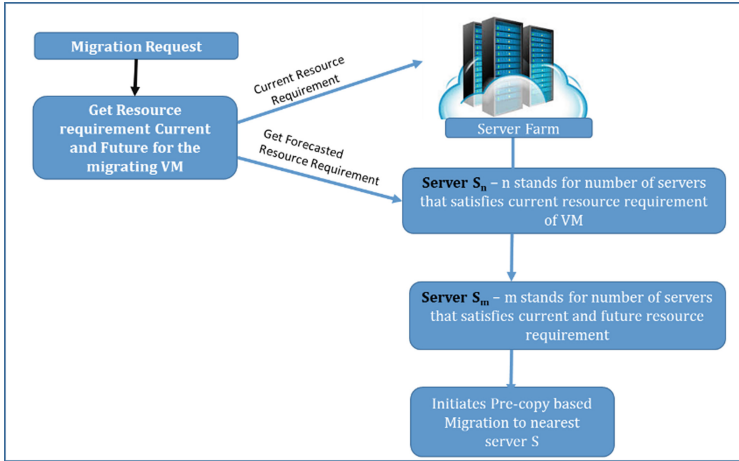 Migration Request
Get Resource
requirement Current
and Future for the
migrating VM
Current Resource
Requirement
Get Forecasted
Resource Requirement
Server Farm
Server Sn – n stands for number of servers
that satisfies current resource requirement
of VM
Server Sm – m stands for number of servers
that satisfies current and future resource
requirement
Initiates Pre-copy based
Migration to nearest
server S